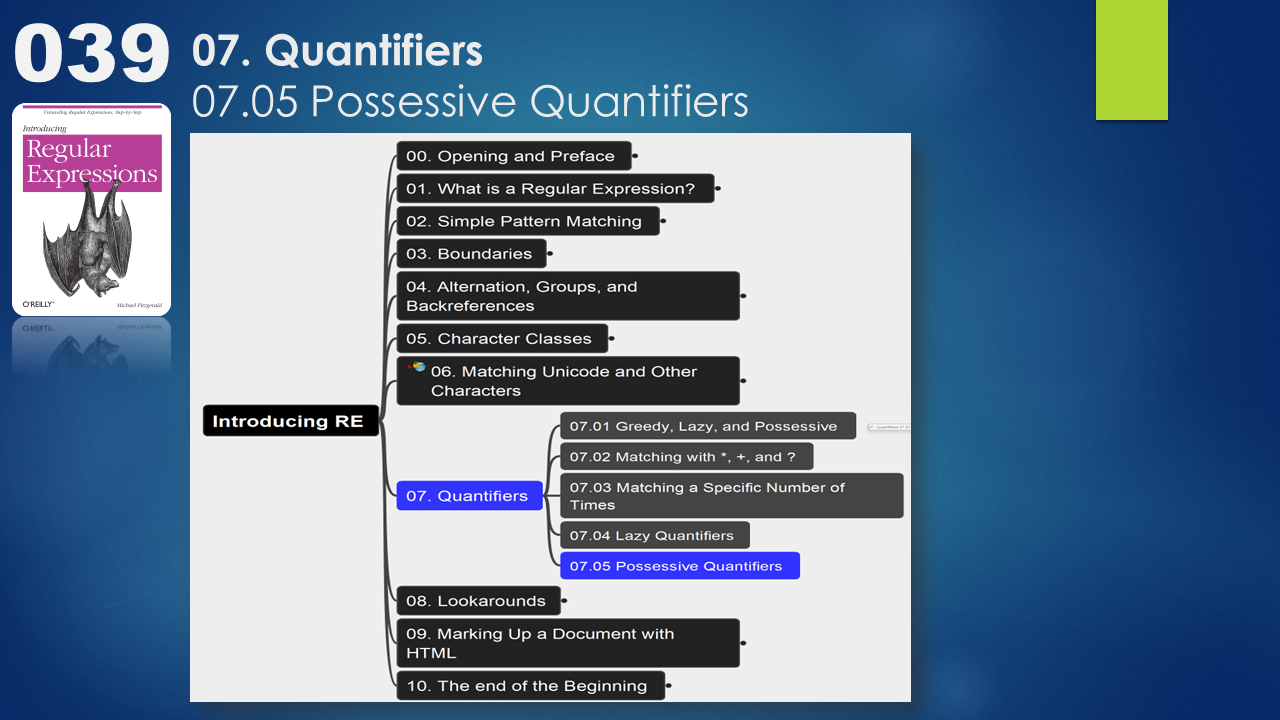 039
07. Quantifiers
07.05 Possessive Quantifiers
Unraveling Regular Expressions, Step-by-Step
Introducing
Regular
Expressions
O'REILLY®
Michael Fitzgerald
00. Opening and Preface
01. What is a Regular Expression?
02. Simple Pattern Matching
03. Boundaries
04. Alternation, Groups, and
Backreferences
05. Character Classes
06. Matching Unicode and Other
Characters
Introducing RE
07. Quantifiers
07.01 Greedy, Lazy, and Possessive
07.02 Matching with *, +, and ?
07.03 Matching a Specific Number of
Times
07.04 Lazy Quantifiers
07.05 Possessive Quantifiers
08. Lookarounds
09. Marking Up a Document with
HTML
10. The end of the Beginning